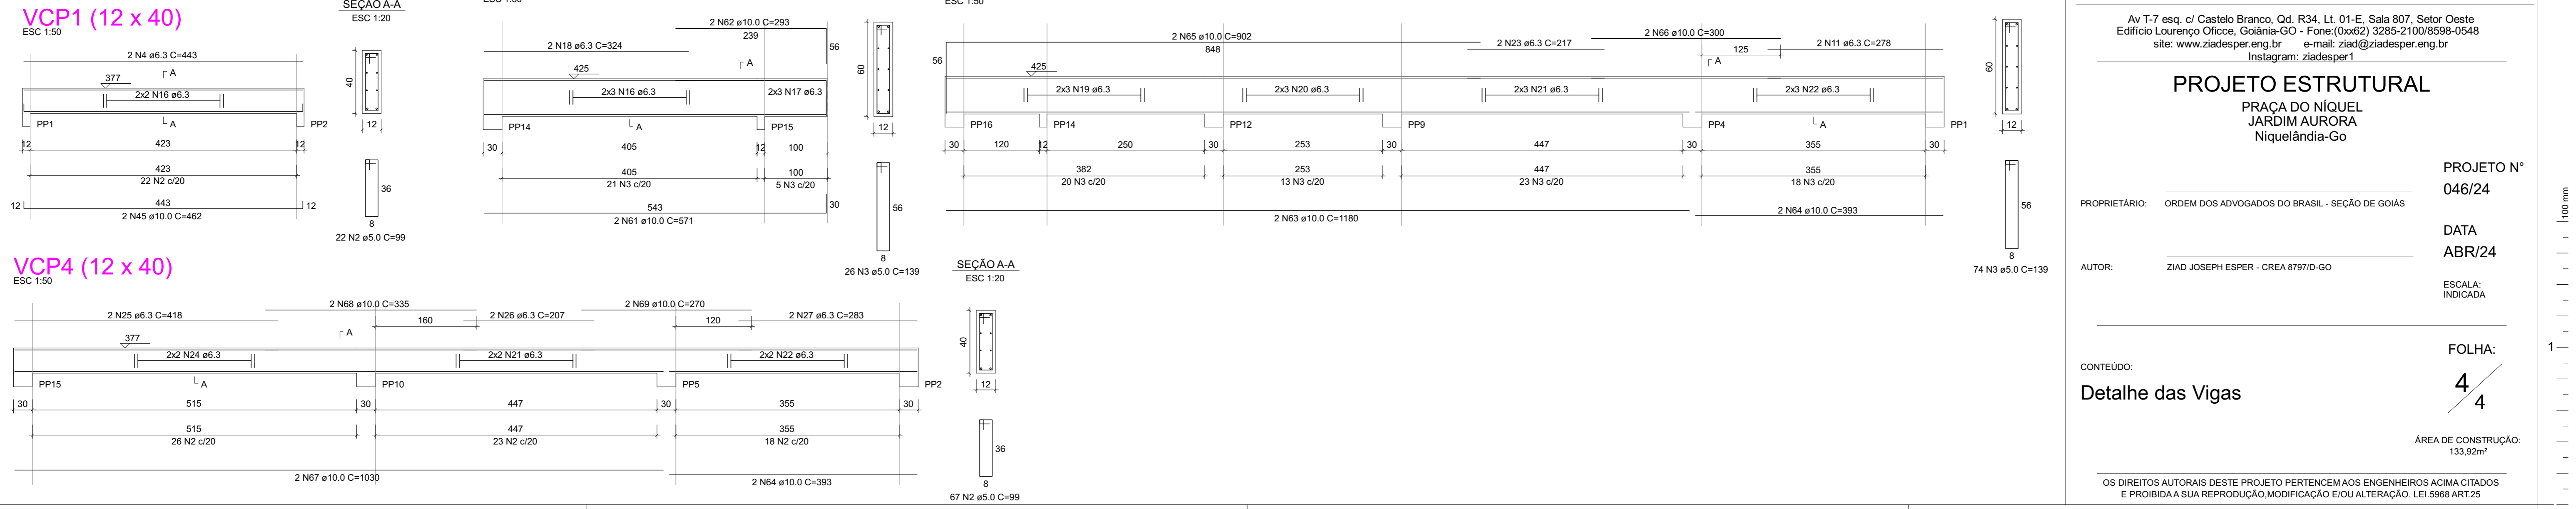 VCP1 (12 x 40)
ESC 1:50
2 N4 ø6.3 C=443
A
377
2x2 N16 ø6.3
PP1
A
PP2
12
423
12
423
22 N2 c/20
12
443
12
2 N45 ø10.0 C=462
SEÇÃO A-A
ESC 1:20
40
12
36
8
22 N2 ø5.0 C=99
ESC 1:50
2 N62 ø10.0 C=293
239
56
2 N18 ø6.3 C=324
A
425
2x3 N16 ø6.3
2x3 N17 ø6.3
PP14
A
PP15
30
405
12
100
405
100
21 N3 c/20
5 N3 c/20
543
30
2 N61 ø10.0 C=571
60
12
56
8
26 N3 ø5.0 C=139
ESC 1:50
2 N65 ø10.0 C=902
848
56
2 N23 ø6.3 C=217
2 N66 ø10.0 C=300
125
2 N11 ø6.3 C=278
A
425
2x3 N19 ø6.3
2x3 N20 ø6.3
2x3 N21 ø6.3
2x3 N22 ø6.3
PP16
PP14
PP12
PP9
PP4
A
PP1
30
120
12
250
30
253
30
447
30
355
30
382
253
447
355
20 N3 c/20
13 N3 c/20
23 N3 c/20
18 N3 c/20
2 N64 ø10.0 C=393
2 N63 ø10.0 C=1180
60
12
56
8
74 N3 ø5.0 C=139
VCP4 (12 x 40)
ESC 1:50
2 N68 ø10.0 C=335
2 N69 ø10.0 C=270
2 N25 ø6.3 C=418
160
2 N26 ø6.3 C=207
120
2 N27 ø6.3 C=283
A
377
2x2 N24 ø6.3
2x2 N21 ø6.3
2x2 N22 ø6.3
PP15
A
PP10
PP5
PP2
30
515
30
447
30
355
30
515
447
355
26 N2 c/20
23 N2 c/20
18 N2 c/20
2 N67 ø10.0 C=1030
2 N64 ø10.0 C=393
SEÇÃO A-A
ESC 1:20
40
12
36
8
67 N2 ø5.0 C=99
Av T-7 esq. c/ Castelo Branco, Qd. R34, Lt. 01-E, Sala 807, Setor Oeste
Edifício Lourenço Oficce, Goiânia-GO - Fone:(0xx62) 3285-2100/8598-0548
site: www.ziadesper.eng.br e-mail: ziad@ziadesper.eng.br
Instagram: ziadesper1
PROJETO ESTRUTURAL
PRAÇA DO NÍQUEL
JARDIM AURORA
Niquelândia-Go
PROJETO N°
046/24
PROPRIETÁRIO: ORDEM DOS ADVOGADOS DO BRASIL - SEÇÃO DE GOIÁS
DATA
ABR/24
AUTOR: ZIAD JOSEPH ESPER - CREA 8797/D-GO
ESCALA:
INDICADA
FOLHA:
4/4
CONTEÚDO:
Detalhe das Vigas
ÁREA DE CONSTRUÇÃO:
133,92m²
OS DIREITOS AUTORAIS DESTE PROJETO PERTENCEM AOS ENGENHEIROS ACIMA CITADOS
E PROIBIDA A SUA REPRODUÇÃO,MODIFICAÇÃO E/OU ALTERAÇÃO. LEI.5968 ART.25
100 mm
1